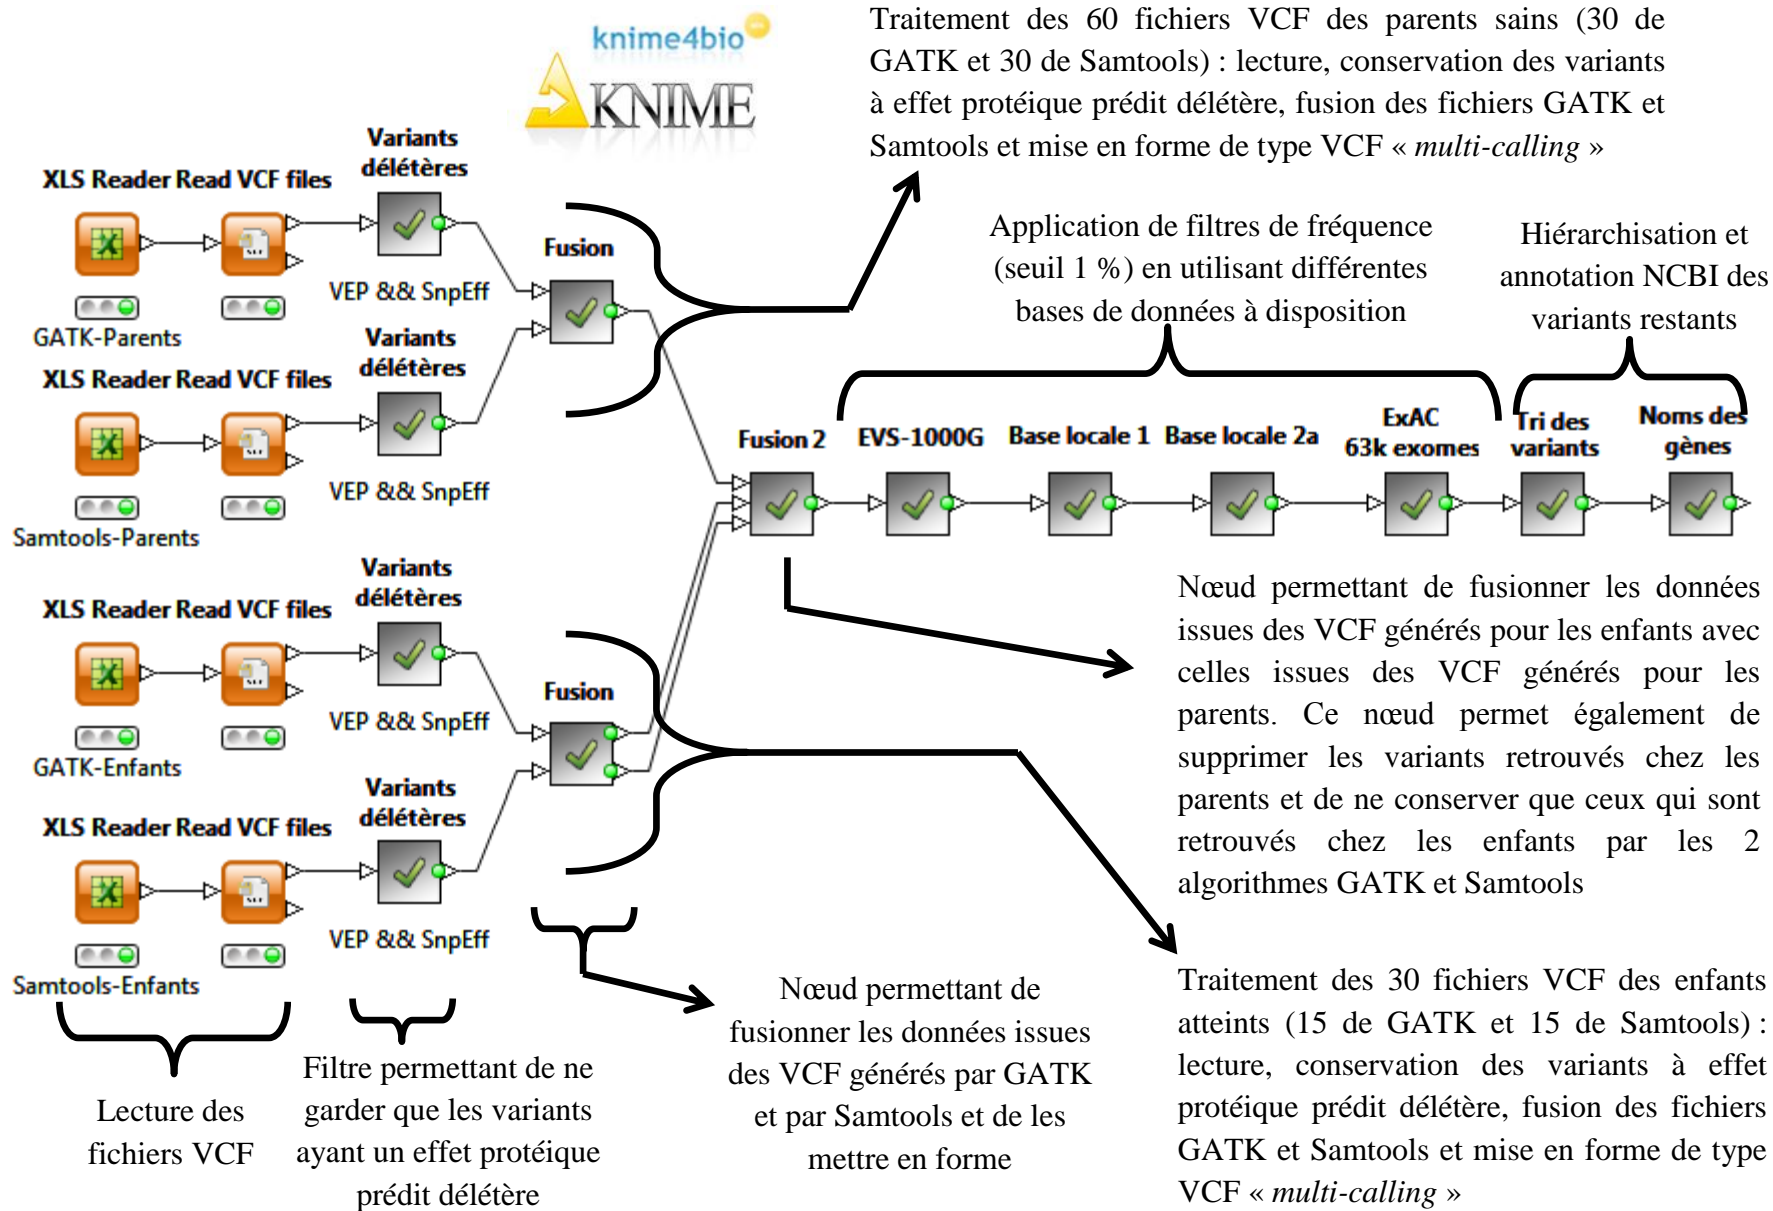 knime4bio
KNIME
Traitement des 60 fichiers VCF des parents sains (30 de
GATK et 30 de Samtools) : lecture, conservation des variants
à effet protéique prédit délétère, fusion des fichiers GATK et
Samtools et mise en forme de type VCF « multi-calling »
Variants
délétères
XLS Reader Read VCF files
VEP && SnpEff
GATK-Parents
Fusion
Application de filtres de fréquence
(seuil 1 %) en utilisant différentes
bases de données à disposition
Hiérarchisation et
annotation NCBI des
variants restants
Variants
délétères
XLS Reader Read VCF files
VEP && SnpEff
Samtools-Parents
Fusion 2
EVS-1000G
Base locale 1
Base locale 2a
ExAC
63k exomes
Tri des
variants
Noms des
gènes
Variants
délétères
XLS Reader Read VCF files
VEP && SnpEff
GATK-Enfants
Fusion
Nœud permettant de fusionner les données
issues des VCF générés pour les enfants avec
celles issues des VCF générés pour les
parents. Ce nœud permet également de
supprimer les variants retrouvés chez les
parents et de ne conserver que ceux qui sont
retrouvés chez les enfants par les 2
algorithmes GATK et Samtools
Variants
délétères
XLS Reader Read VCF files
VEP && SnpEff
Samtools-Enfants
Lecture des
fichiers VCF
Filtre permettant de ne
garder que les variants
ayant un effet protéique
prédit délétère
Nœud permettant de
fusionner les données issues
des VCF générés par GATK
et par Samtools et de les
mettre en forme
Traitement des 30 fichiers VCF des enfants
atteints (15 de GATK et 15 de Samtools) :
lecture, conservation des variants à effet
protéique prédit délétère, fusion des fichiers
GATK et Samtools et mise en forme de type
VCF « multi-calling »